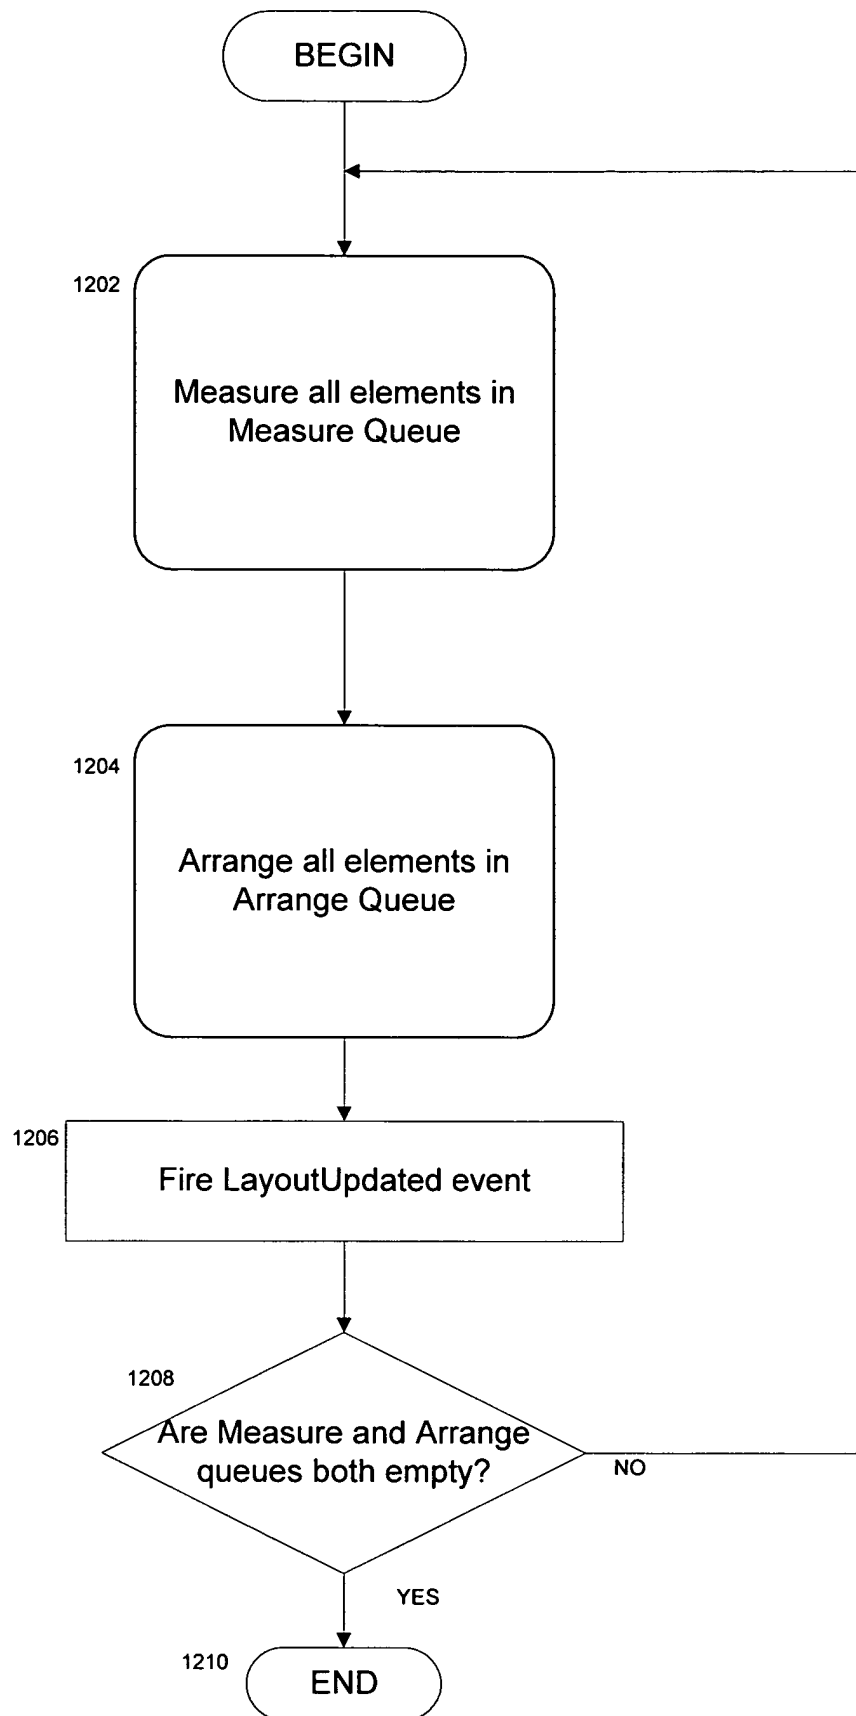 BEGIN
1202
Measure all elements in
Measure Queue
1204
Arrange all elements in
Arrange Queue
1206
Fire LayoutUpdated event
1208
Are Measure and Arrange
queues both empty?
NO
YES
1210
END